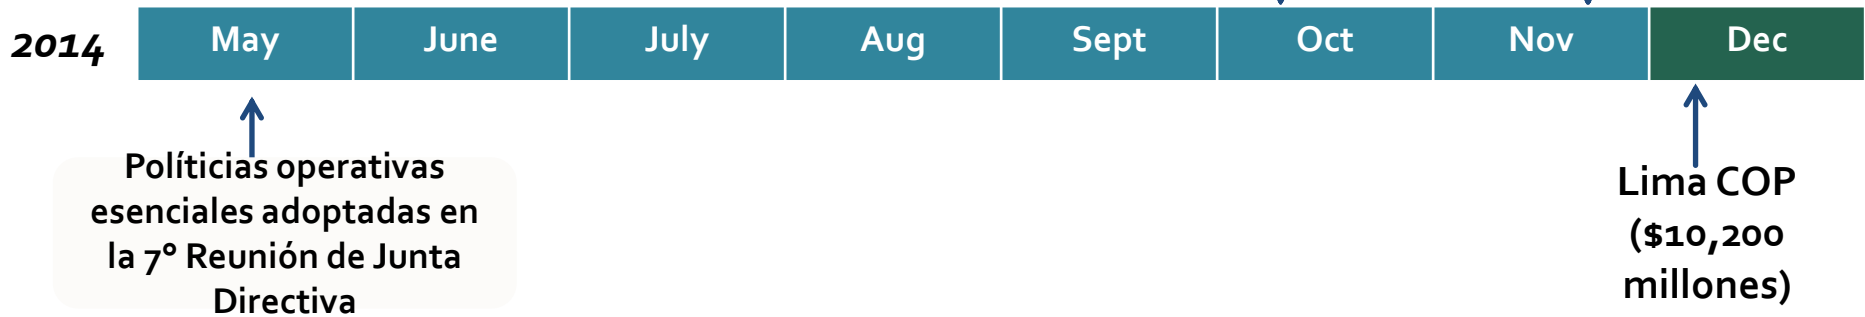 2014 May June July Aug Sept Oct Nov Dec
Políticias operativas
esenciales adoptadas en
la 7° Reunión de Junta
Directiva
Lima COP
($10,200
millones)